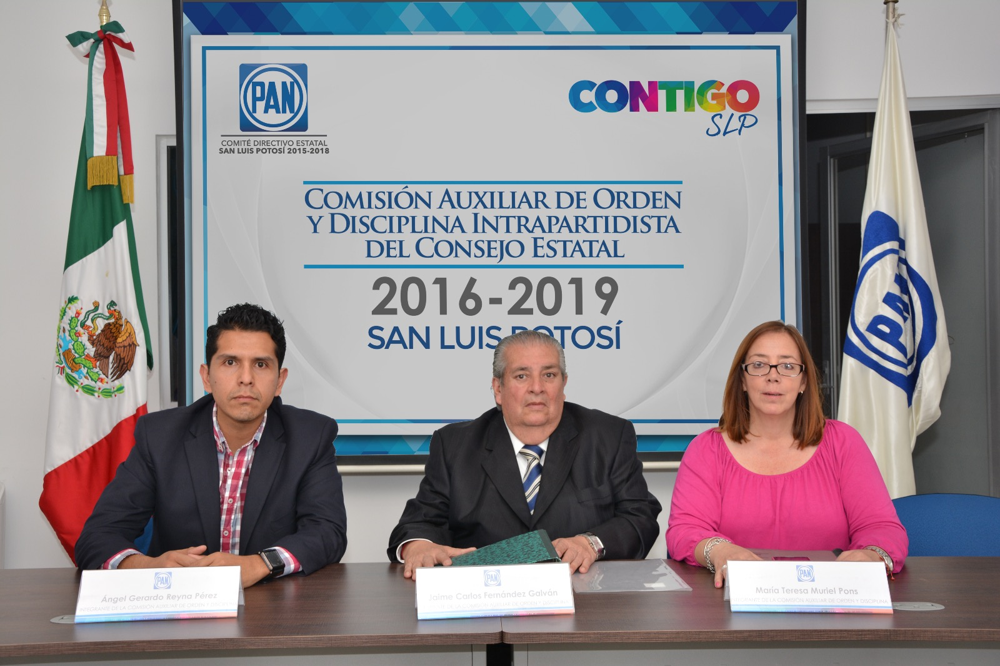 PAN
COMITÉ DIRECTIVO ESTATAL
SAN LUIS POTOSÍ 2015-2018
CONTIGO
SLP
COMISIÓN AUXILIAR DE ORDEN
Y DISCIPLINA INTRAPARTIDISTA
DEL CONSEJO ESTATAL
2016-2019
SAN LUIS POTOSÍ
PAN
PAN
Ángel Gerardo Reyna Pérez
INTEGRANTE DE LA COMISIÓN AUXILIAR DE ORDEN Y DISCIPLINA
PAN
Jaime Carlos Fernández Galván
DE LA COMISIÓN AUXILIAR DE ORDEN Y DISCIPLINA
PAN
María Teresa Muriel Pons
INTEGRANTE DE LA COMISIÓN AUXILIAR DE ORDEN Y DISCIPLINA